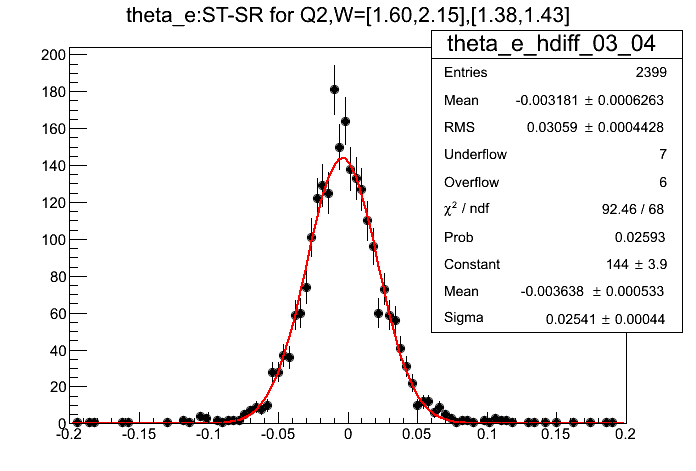 theta_e:ST-SR for Q2,W=[1.60,2.15],[1.38,1.43]
theta_e_hdiff_03_04
Entries 2399
Mean -0.003181 ± 0.0006263
RMS 0.03059 ± 0.0004428
Underflow 7
Overflow 6
χ² / ndf 92.46 / 68
Prob 0.02593
Constant 144 ± 3.9
Mean -0.003638 ± 0.000533
Sigma 0.02541 ± 0.00044
200
180
160
140
120
100
80
60
40
20
0
-0.2 -0.15 -0.1 -0.05 0 0.05 0.1 0.15 0.2